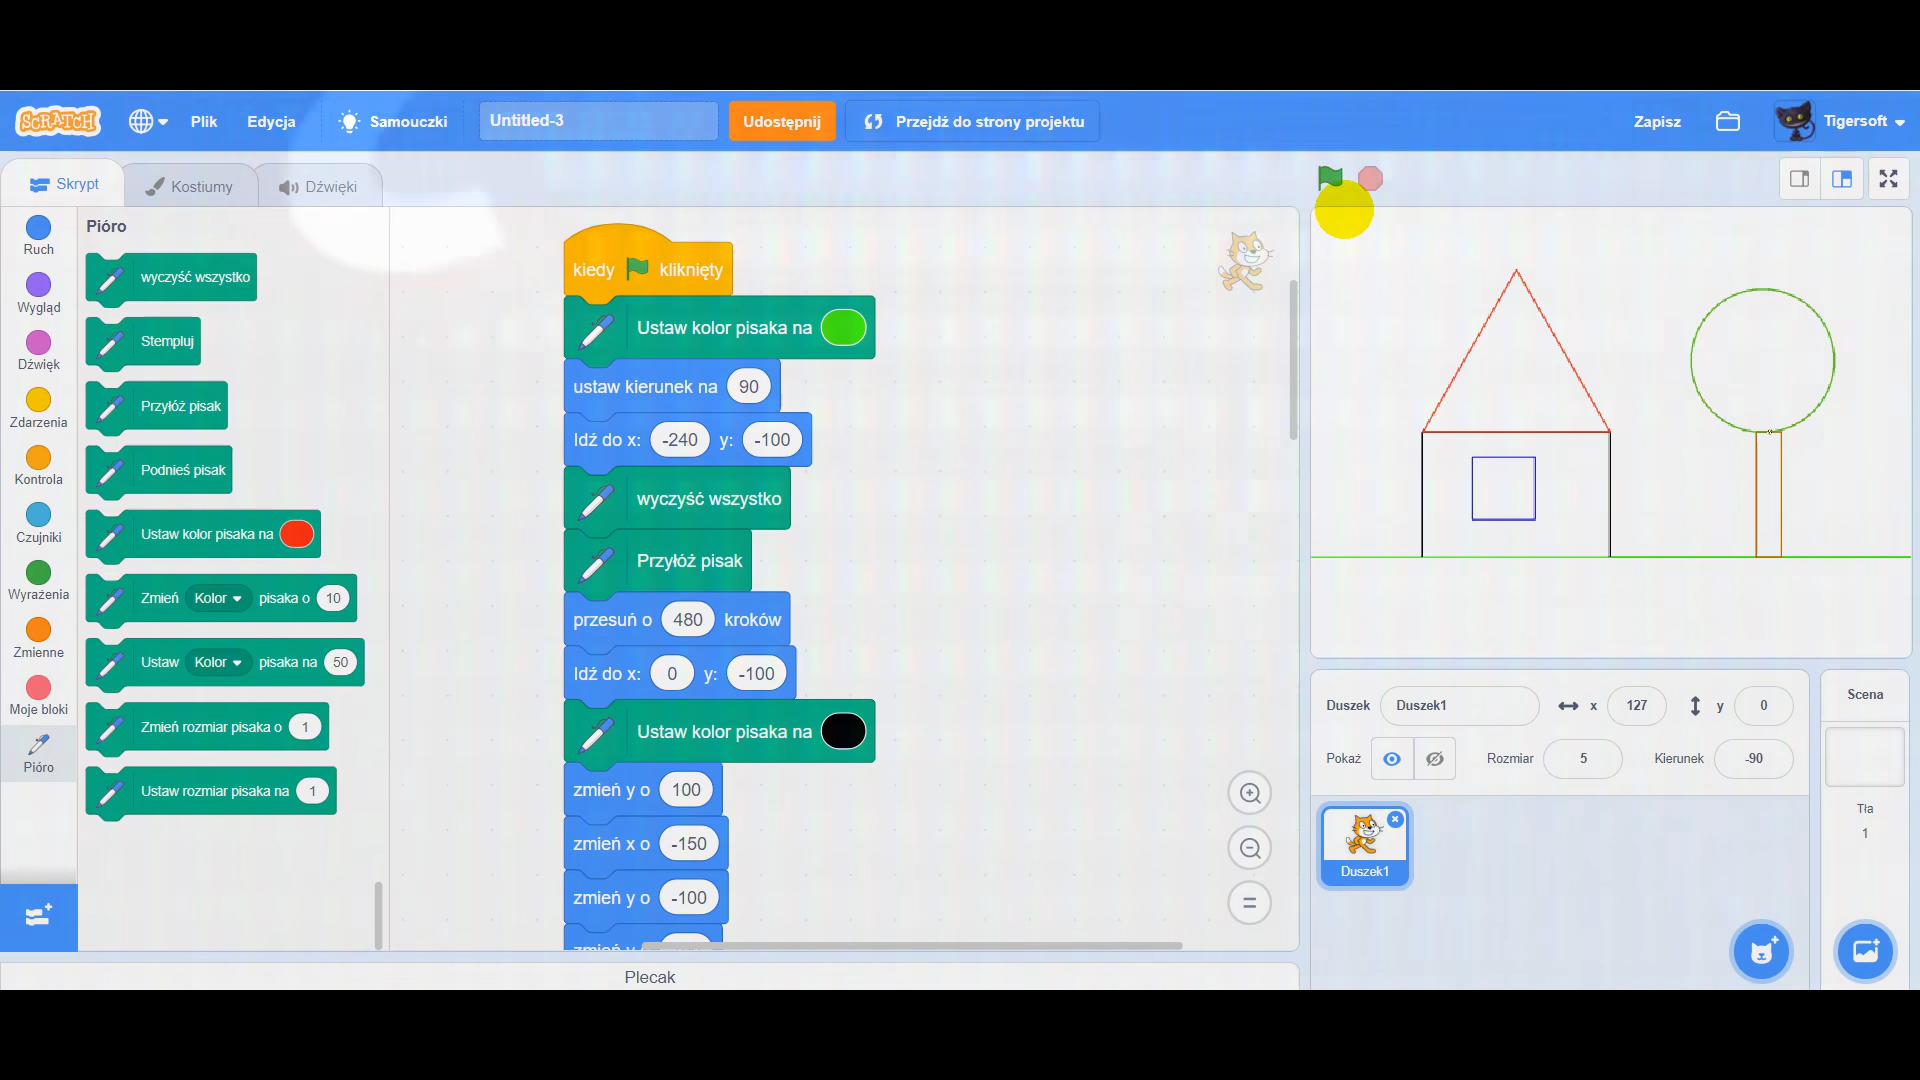 SCRATCH
Plik
Edycja
Samouczki
Untitled-3
Udostępnij
Przejdź do strony projektu
Zapisz
Tigersoft
Skrypt
Kostiumy
Dźwięki
Ruch
Wygląd
Dźwięk
Zdarzenia
Kontrola
Czujniki
Wyrażenia
Zmienne
Moje bloki
Pióro
Pióro
wyczyść wszystko
Stempluj
Przyłóż pisak
Podnieś pisak
Ustaw kolor pisaka na
Zmień Kolor pisaka o 10
Ustaw Kolor pisaka na 50
Zmień rozmiar pisaka o 1
Ustaw rozmiar pisaka na 1
kiedy kliknięty
Ustaw kolor pisaka na
ustaw kierunek na 90
Idź do x: -240 y: -100
wyczyść wszystko
Przyłóż pisak
przesuń o 480 kroków
Idź do x: 0 y: -100
Ustaw kolor pisaka na
zmień y o 100
zmień x o -150
zmień y o -100
Plecak
Duszek Duszek1 x 127 y 0
Pokaż Rozmiar 5 Kierunek -90
Duszek1
Scena
Tła
1